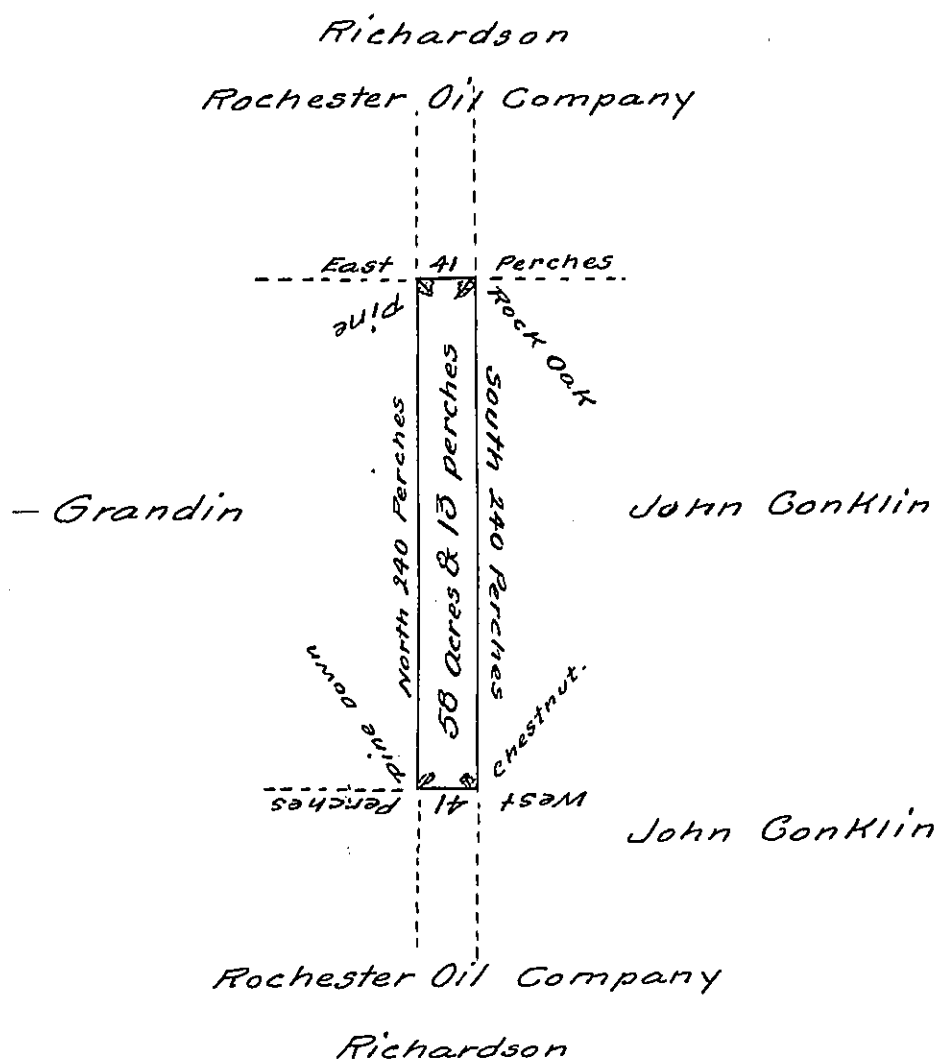 Richardson
Rochester Oil Company
East 41 Perches
pine
Rock Oak
North 240 Perches
58 acres & 13 perches
South 240 Perches
— Grandin
John Conklin
pine Down
Chestnut.
West 41 Perches
John Conklin
Rochester Oil Company
Richardson